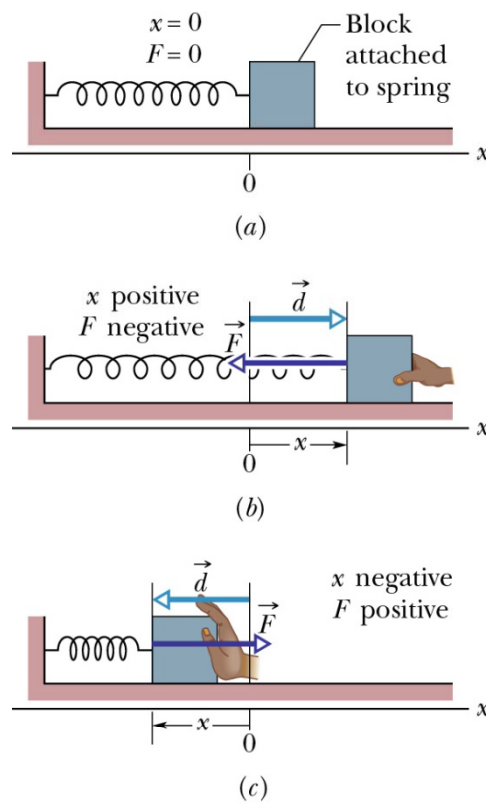 x = 0
F = 0
Block
attached
to spring
x
0
(a)
x positive
F negative
d
F
x
0
x
(b)
d
F
x negative
F positive
x
x
0
(c)